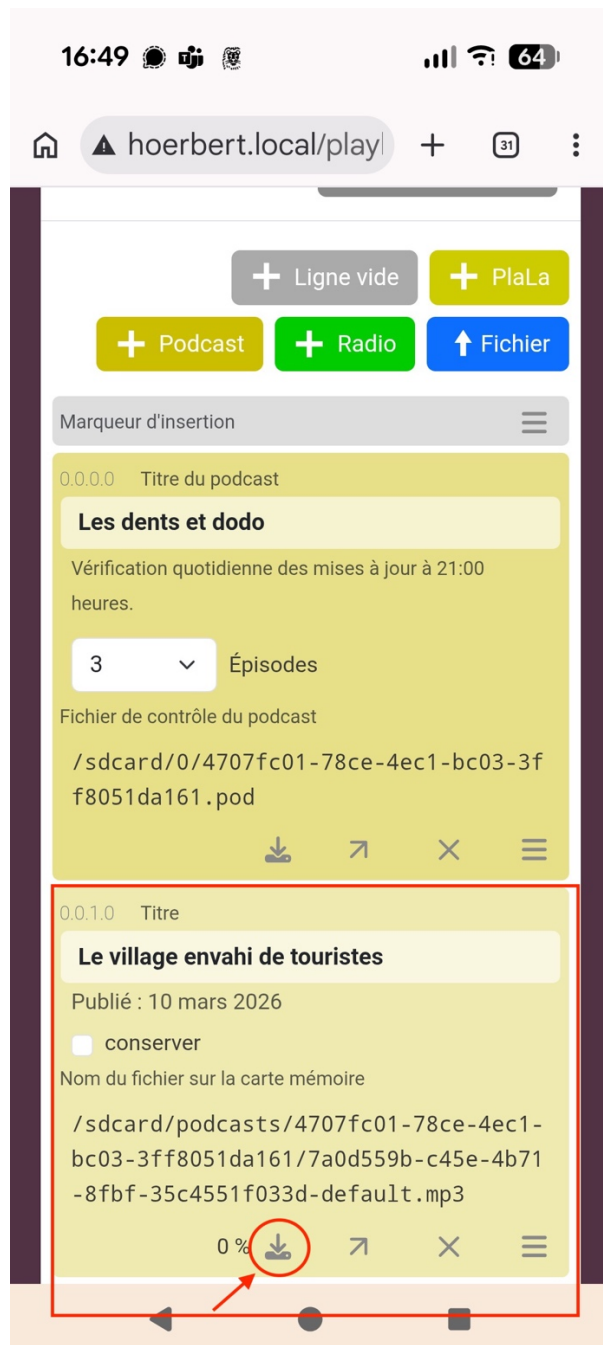 16:49
64
hoerbert.local/playl
31
Ligne vide
PlaLa
Podcast
Radio
Fichier
Marqueur d'insertion
0.0.0.0 Titre du podcast
Les dents et dodo
Vérification quotidienne des mises à jour à 21:00
heures.
3 Épisodes
Fichier de contrôle du podcast
/sdcard/0/4707fc01-78ce-4ec1-bc03-3f
f8051da161.pod
0.0.1.0 Titre
Le village envahi de touristes
Publié : 10 mars 2026
conserver
Nom du fichier sur la carte mémoire
/sdcard/podcasts/4707fc01-78ce-4ec1-
bc03-3ff8051da161/7a0d559b-c45e-4b71
-8fbf-35c4551f033d-default.mp3
0 %